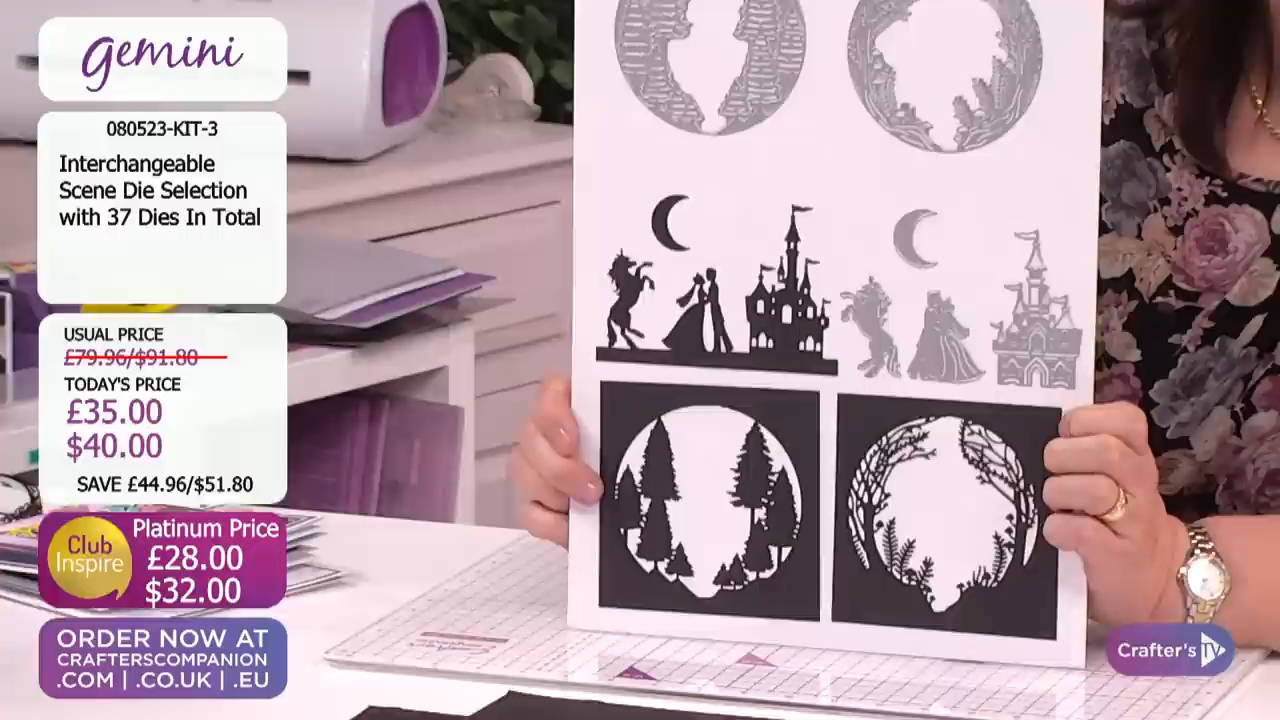 gemini
080523-KIT-3
Interchangeable
Scene Die Selection
with 37 Dies In Total
USUAL PRICE
£79.96/$91.80
TODAY'S PRICE
£35.00
$40.00
SAVE £44.96/$51.80
Club
Inspire
Platinum Price
£28.00
$32.00
ORDER NOW AT
CRAFTERSCOMPANION
.COM | .CO.UK | .EU
Crafter's TV